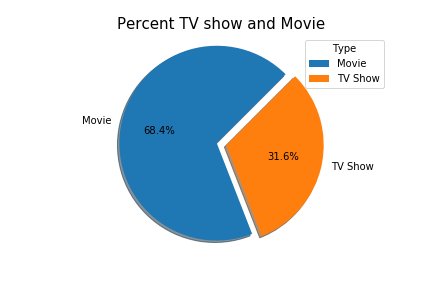 Percent TV show and Movie
Type
Movie
TV Show
Movie
68.4%
31.6%
TV Show